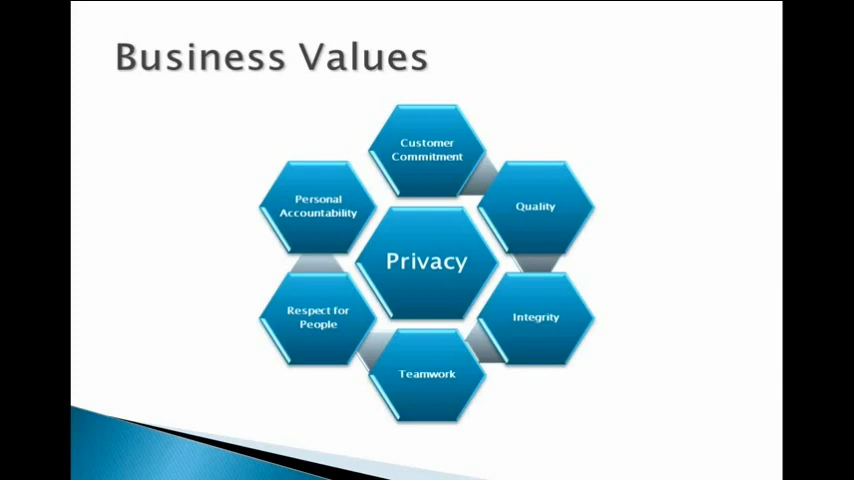 Business Values
Customer
Commitment
Personal
Accountability
Quality
Privacy
Respect for
People
Integrity
Teamwork